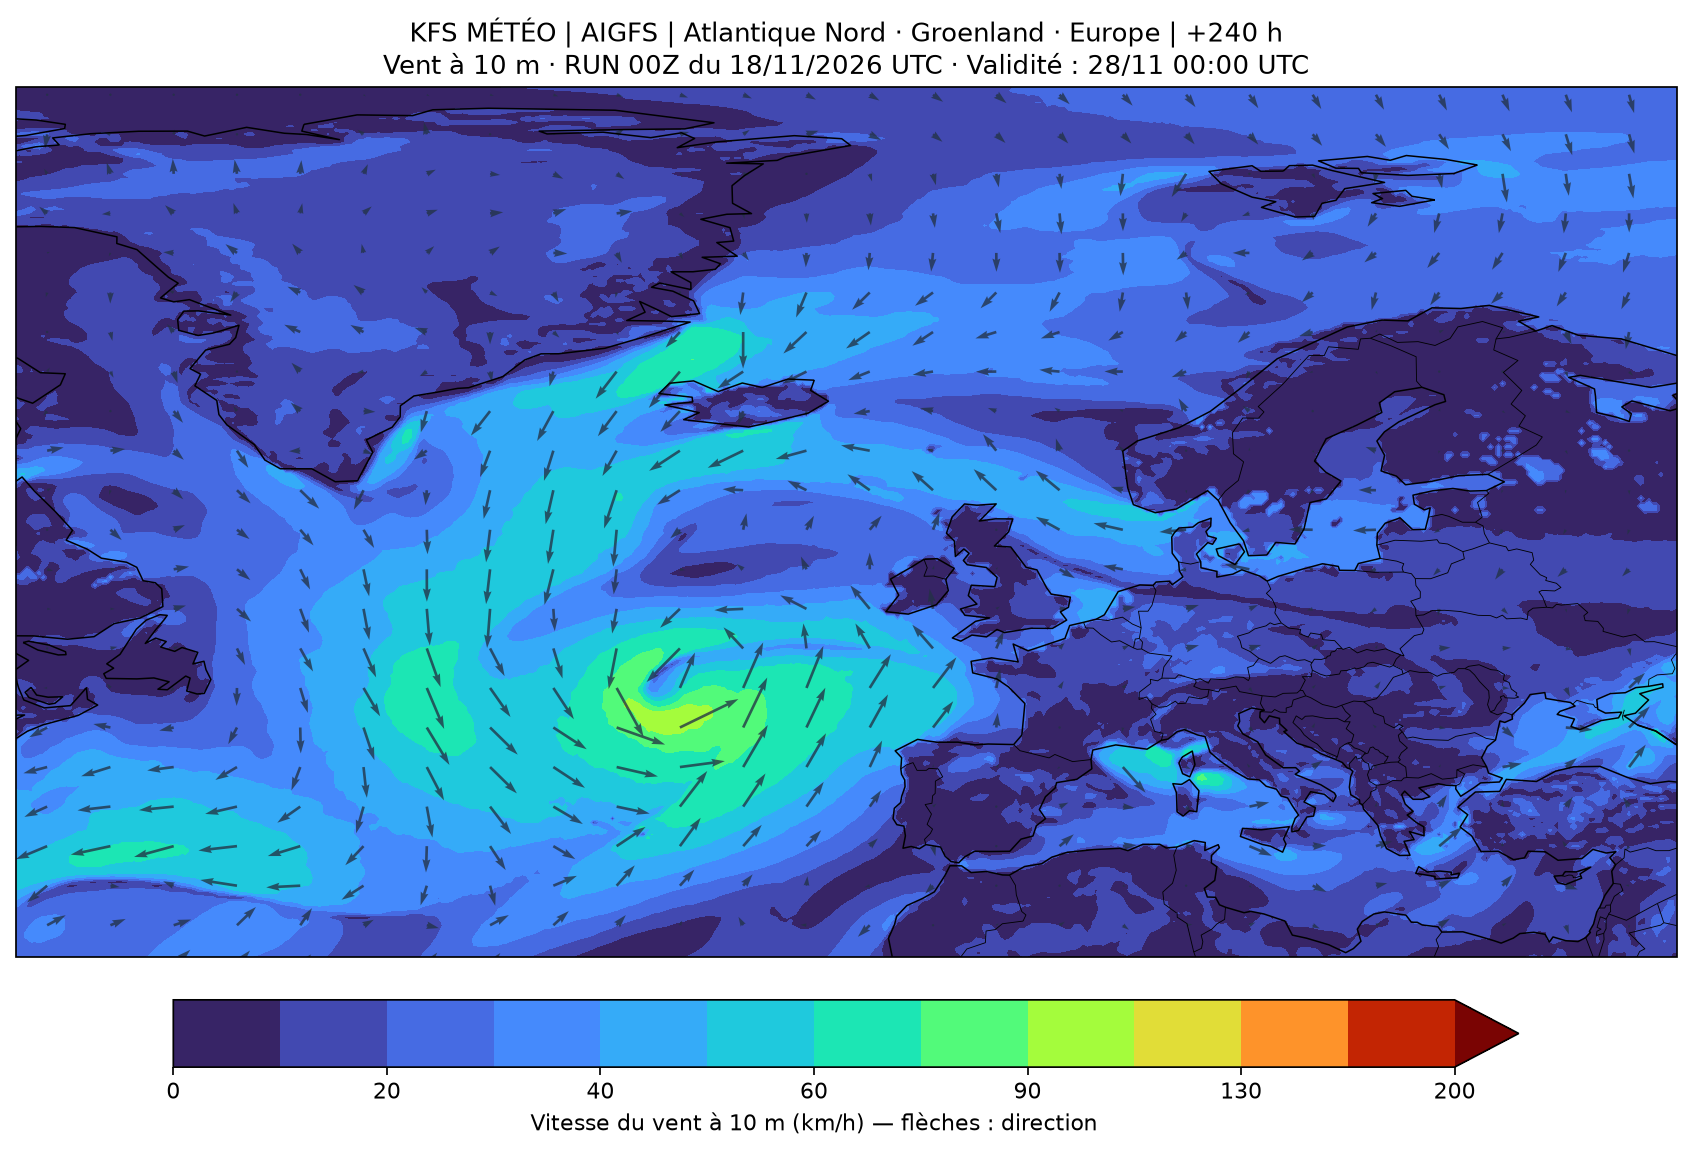 KFS MÉTÉO | AIGFS | Atlantique Nord · Groenland · Europe | +240 h
Vent à 10 m · RUN 00Z du 18/11/2026 UTC · Validité : 28/11 00:00 UTC
0 20 40 60 90 130 200
Vitesse du vent à 10 m (km/h) — flèches : direction